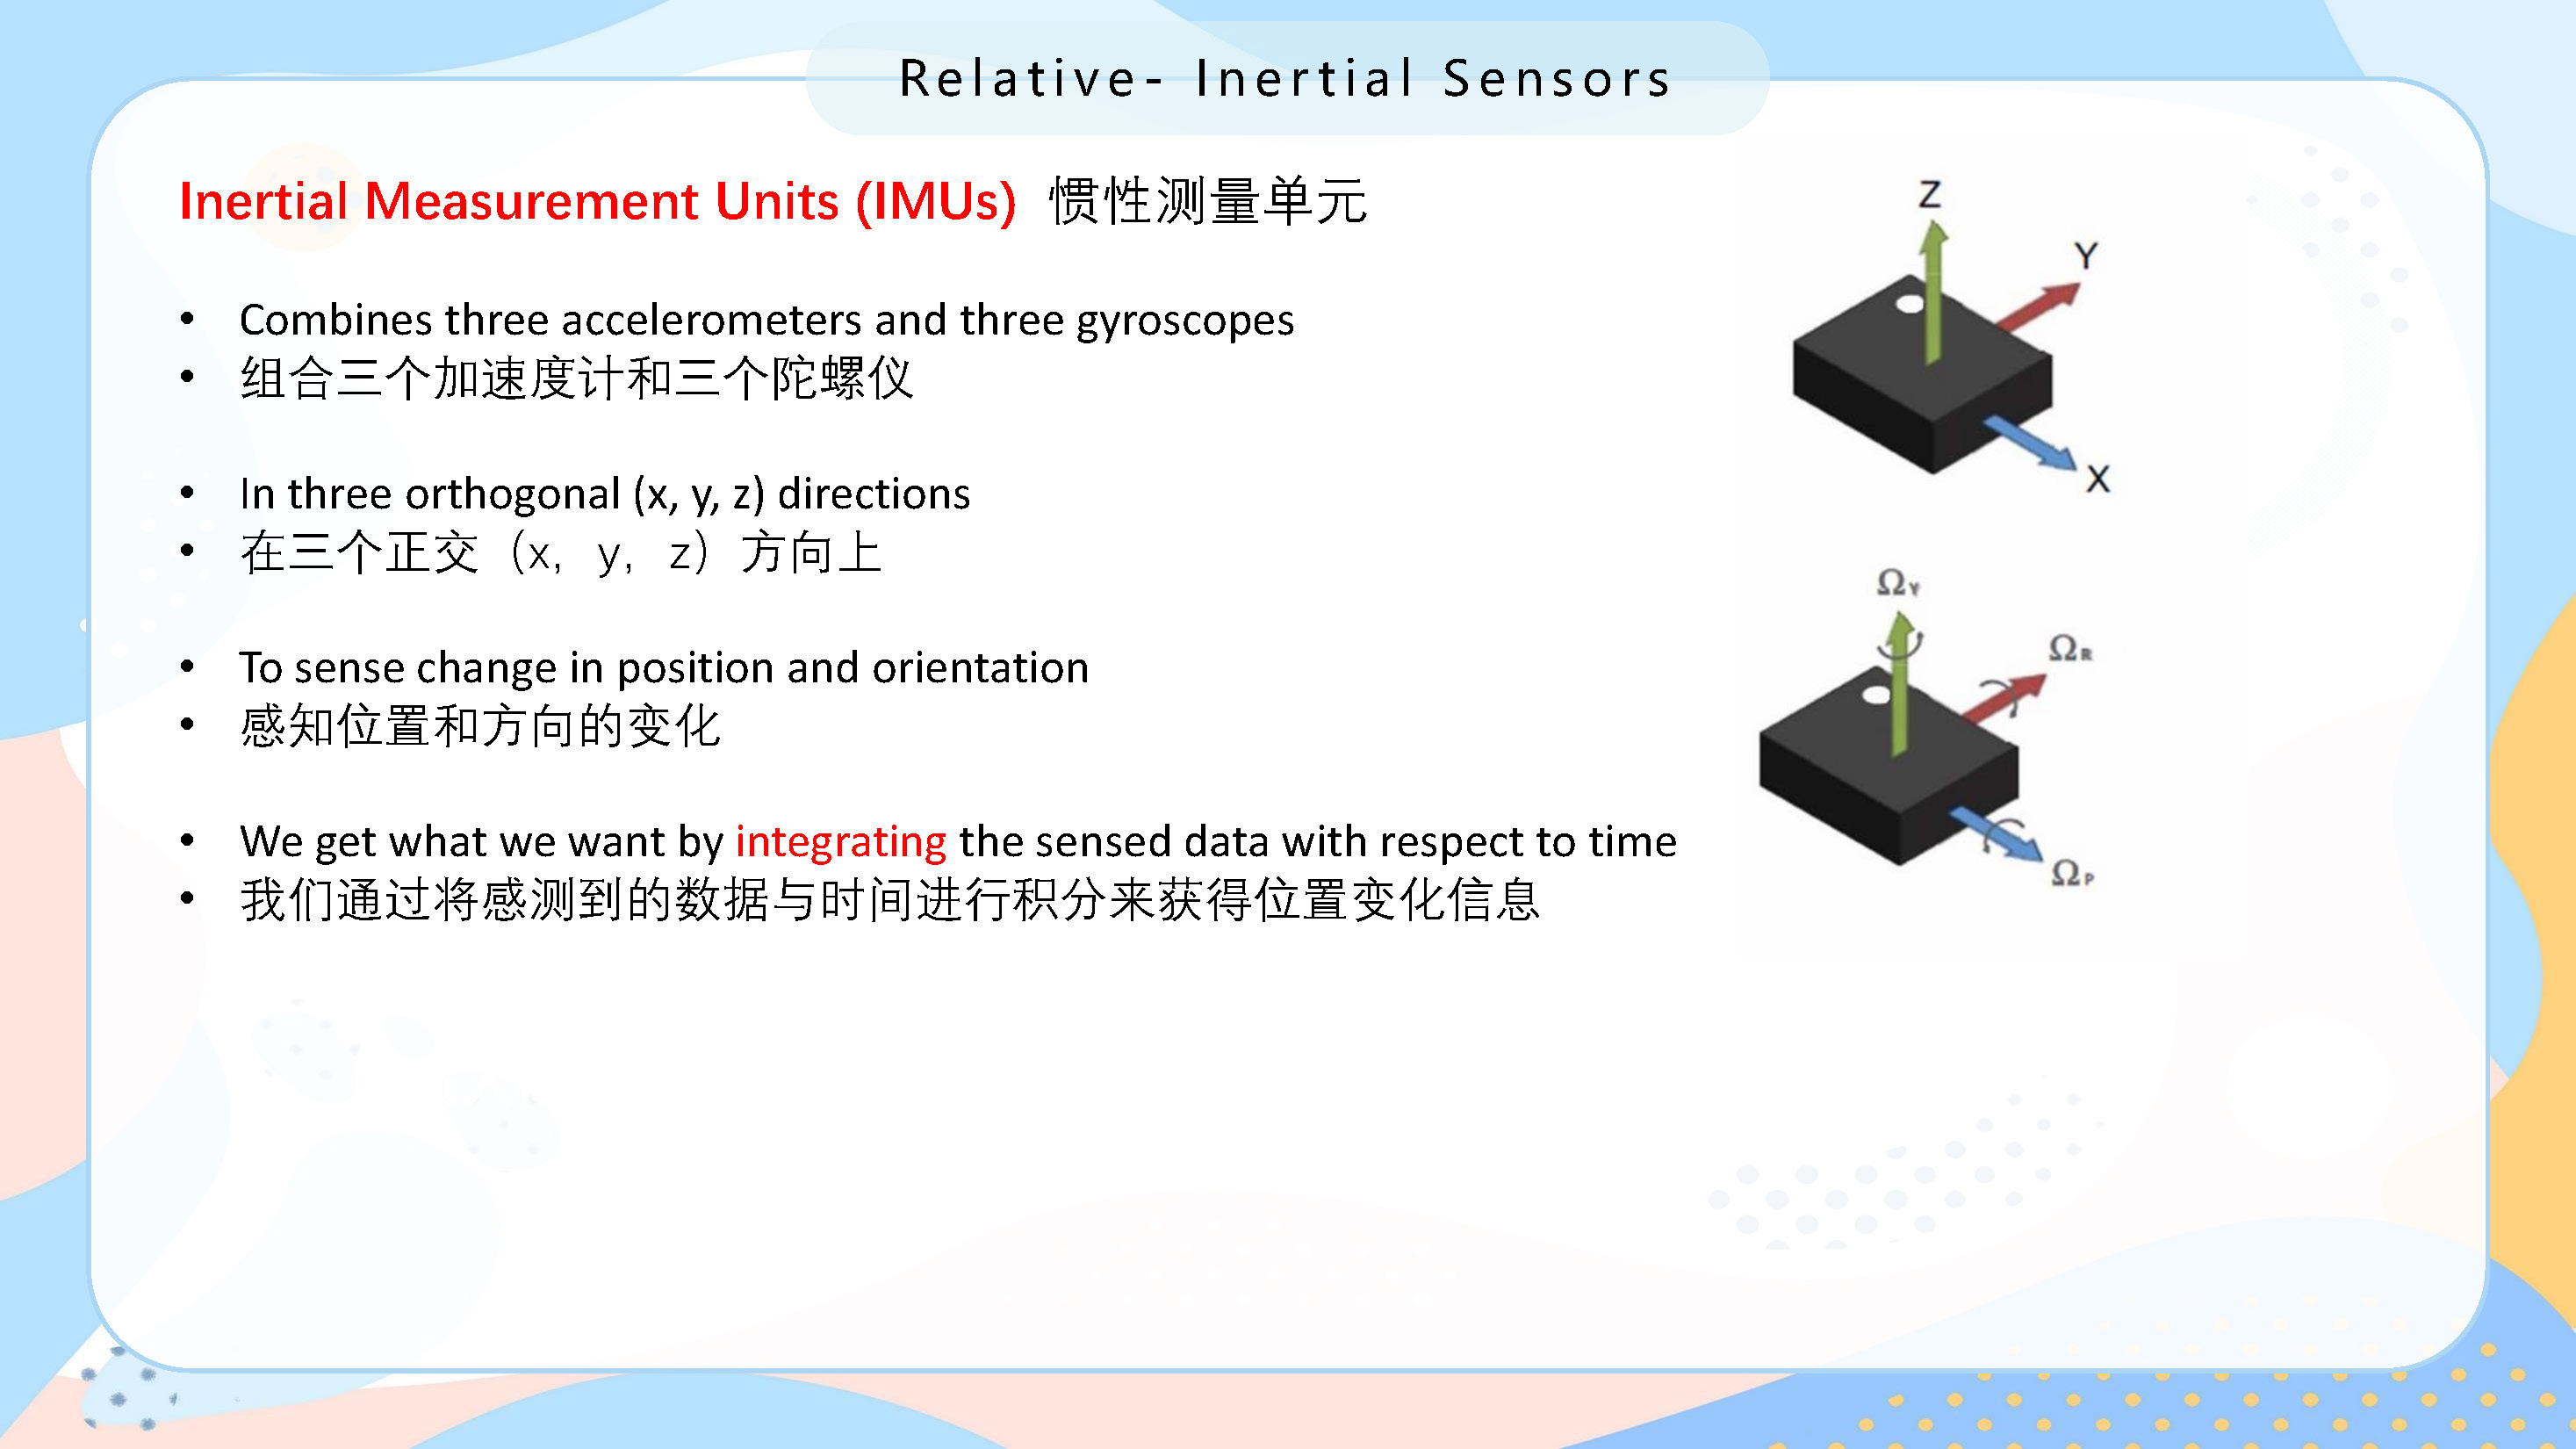 Relative- Inertial Sensors
Inertial Measurement Units (IMUs) 惯性测量单元
• Combines three accelerometers and three gyroscopes
• 组合三个加速度计和三个陀螺仪
• In three orthogonal (x, y, z) directions
• 在三个正交（x，y，z）方向上
• To sense change in position and orientation
• 感知位置和方向的变化
• We get what we want by integrating the sensed data with respect to time
• 我们通过将感测到的数据与时间进行积分来获得位置变化信息
Z
Y
X
ΩY
ΩR
ΩP